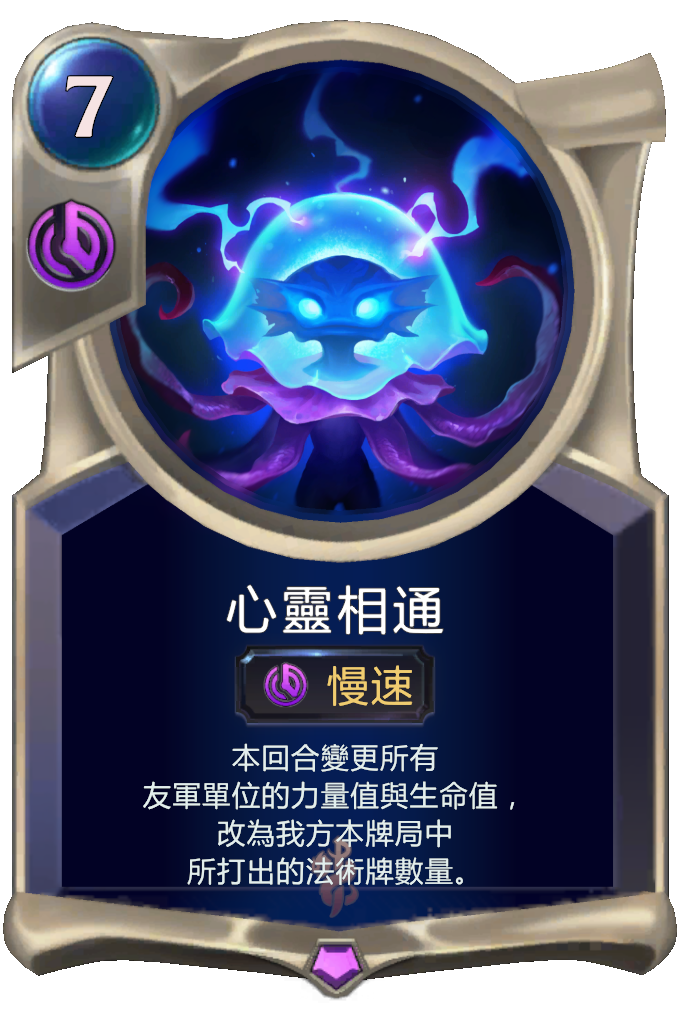 7
心靈相通
慢速
本回合變更所有
友軍單位的力量值與生命值，
改為我方本牌局中
所打出的法術牌數量。